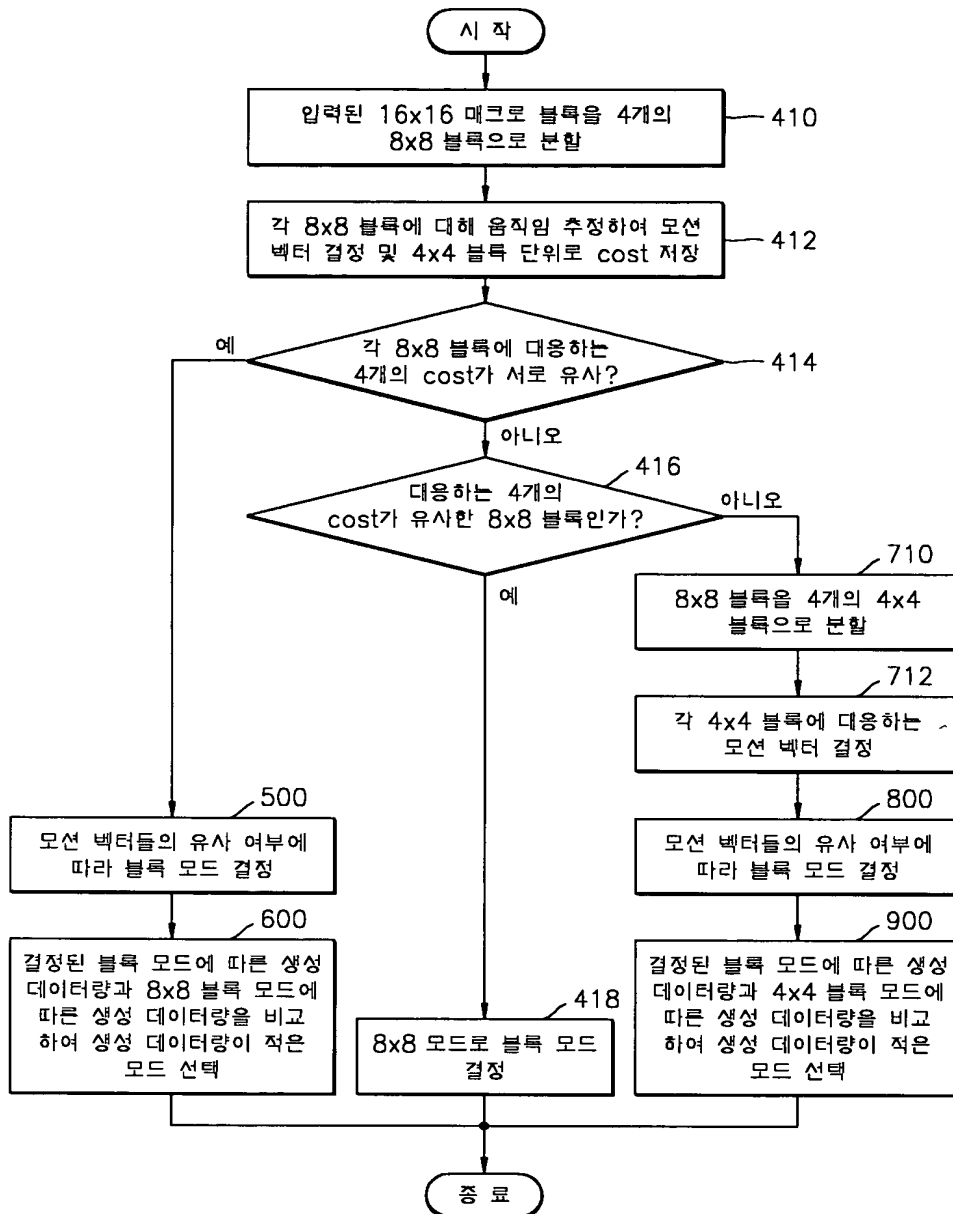 시 작
입력된 16x16 매크로 블록을 4개의
8x8 블록으로 분할
410
각 8x8 블록에 대해 움직임 추정하여 모션
벡터 결정 및 4x4 블록 단위로 cost 저장
412
예
각 8x8 블록에 대응하는
4개의 cost가 서로 유사?
414
아니오
416
대응하는 4개의
cost가 유사한 8x8 블록인가?
아니오
예
710
8x8 블록을 4개의 4x4
블록으로 분할
712
각 4x4 블록에 대응하는
모션 벡터 결정
500
모션 벡터들의 유사 여부에
따라 블록 모드 결정
800
모션 벡터들의 유사 여부에
따라 블록 모드 결정
600
결정된 블록 모드에 따른 생성
데이터량과 8x8 블록 모드에
따른 생성 데이터량을 비교
하여 생성 데이터량이 적은
모드 선택
418
8x8 모드로 블록 모드
결정
900
결정된 블록 모드에 따른 생성
데이터량과 4x4 블록 모드에
따른 생성 데이터량을 비교
하여 생성 데이터량이 적은
모드 선택
종 료